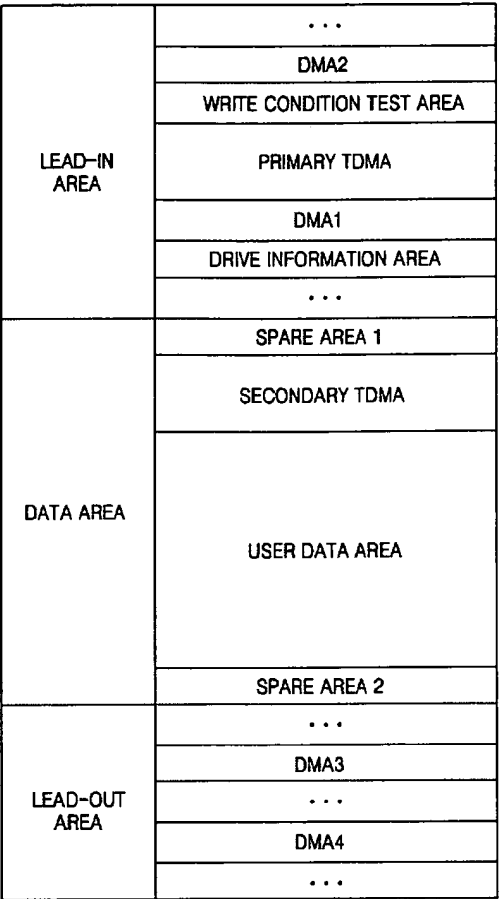 . . .
DMA2
WRITE CONDITION TEST AREA
LEAD-IN
AREA
PRIMARY TDMA
DMA1
DRIVE INFORMATION AREA
. . .
SPARE AREA 1
SECONDARY TDMA
DATA AREA
USER DATA AREA
SPARE AREA 2
. . .
DMA3
LEAD-OUT
AREA
. . .
DMA4
. . .